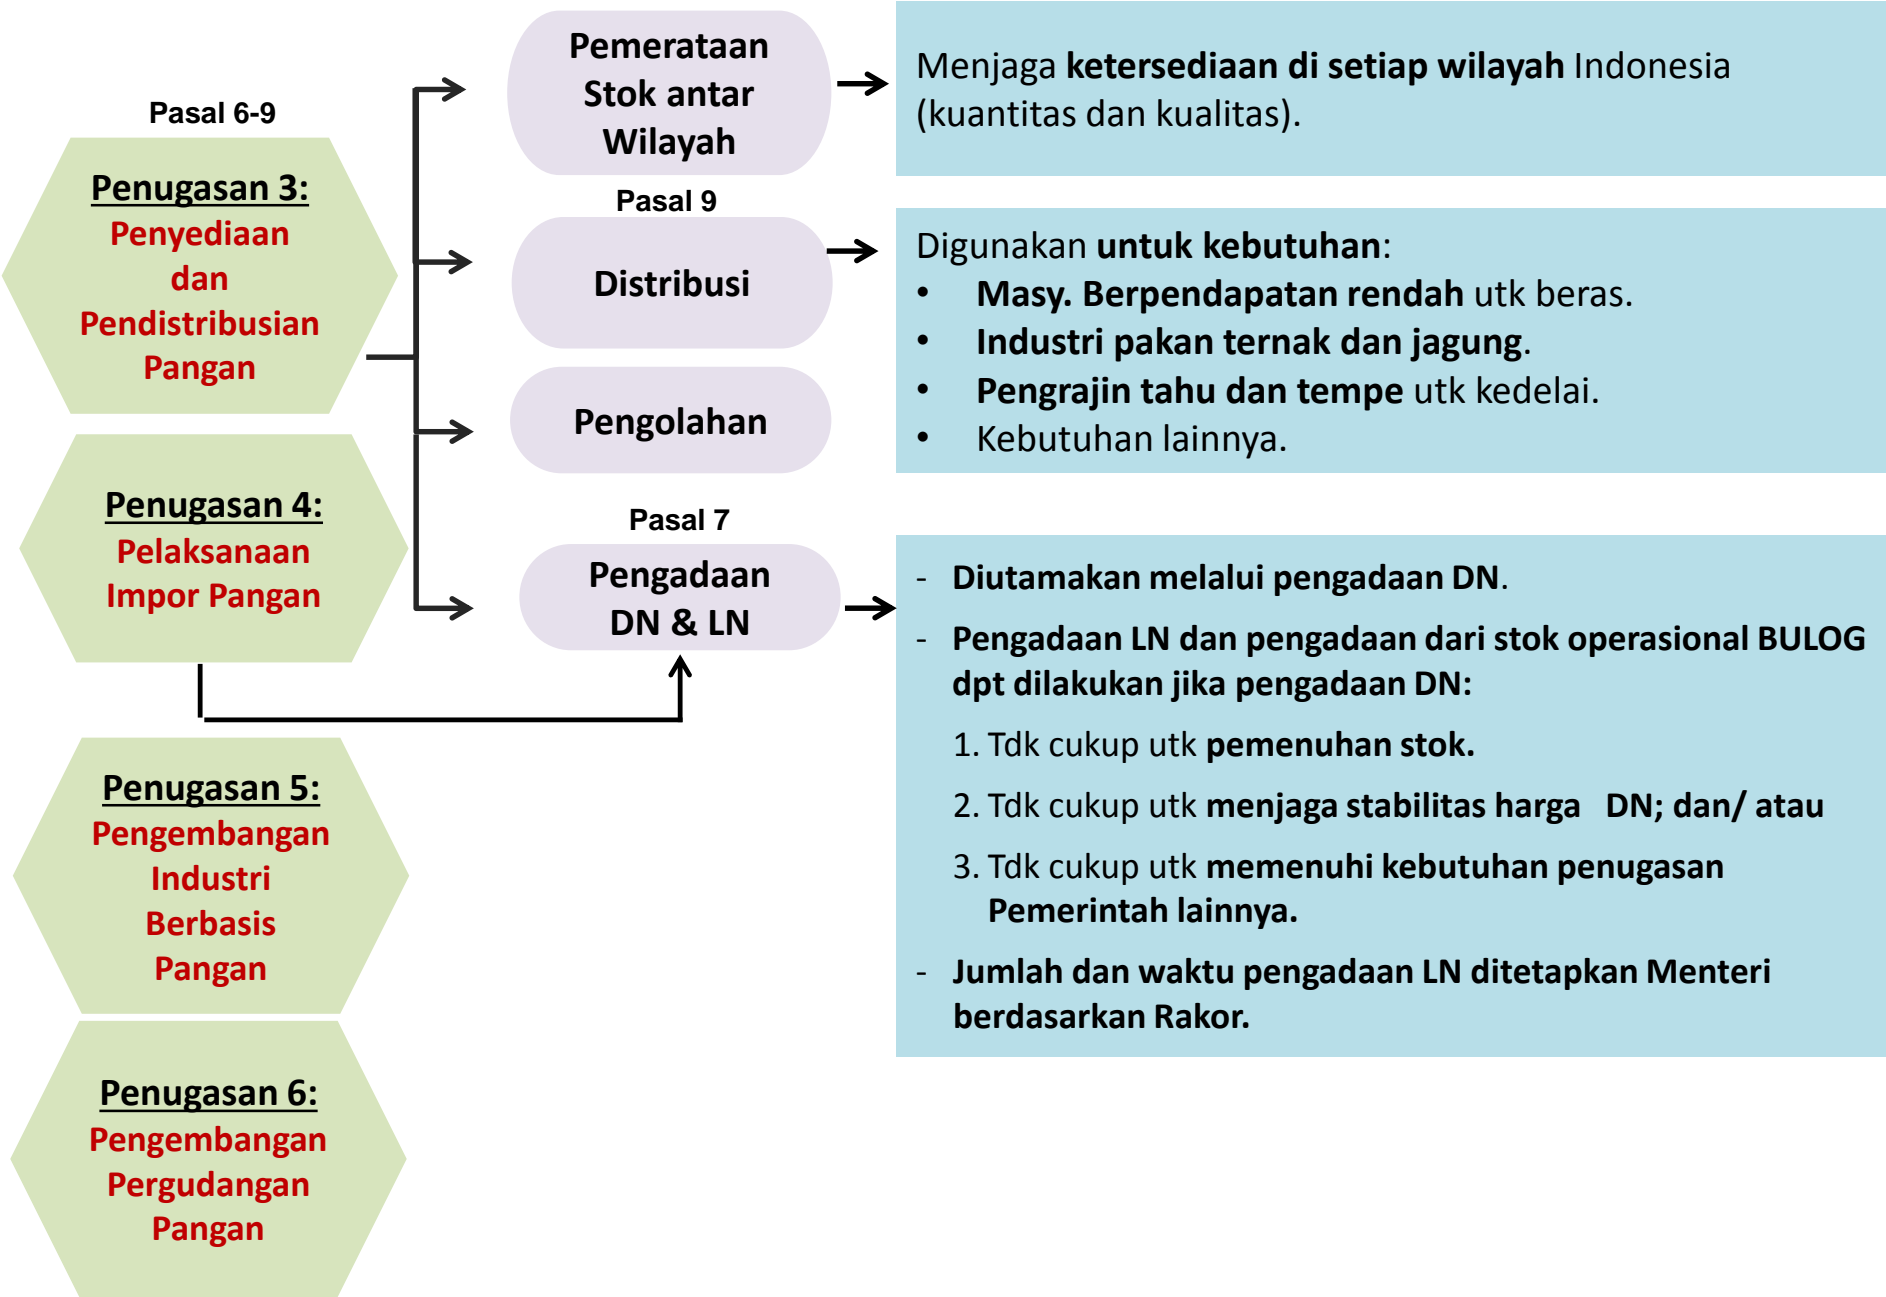 Pasal 6-9
Penugasan 3:
Penyediaan
dan
Pendistribusian
Pangan
Penugasan 4:
Pelaksanaan
Impor Pangan
Penugasan 5:
Pengembangan
Industri
Berbasis
Pangan
Penugasan 6:
Pengembangan
Pergudangan
Pangan
Pemerataan
Stok antar
Wilayah
Pasal 9
Distribusi
Pengolahan
Pasal 7
Pengadaan
DN & LN
Menjaga ketersediaan di setiap wilayah Indonesia
(kuantitas dan kualitas).
Digunakan untuk kebutuhan:
• Masy. Berpendapatan rendah utk beras.
• Industri pakan ternak dan jagung.
• Pengrajin tahu dan tempe utk kedelai.
• Kebutuhan lainnya.
- Diutamakan melalui pengadaan DN.
- Pengadaan LN dan pengadaan dari stok operasional BULOG
dpt dilakukan jika pengadaan DN:
1. Tdk cukup utk pemenuhan stok.
2. Tdk cukup utk menjaga stabilitas harga DN; dan/ atau
3. Tdk cukup utk memenuhi kebutuhan penugasan
Pemerintah lainnya.
- Jumlah dan waktu pengadaan LN ditetapkan Menteri
berdasarkan Rakor.